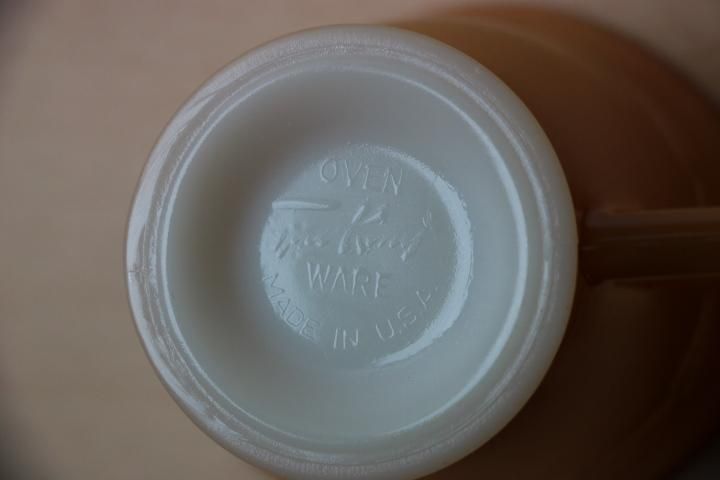 OVEN
Fire King
WARE
MADE IN U.S.A.